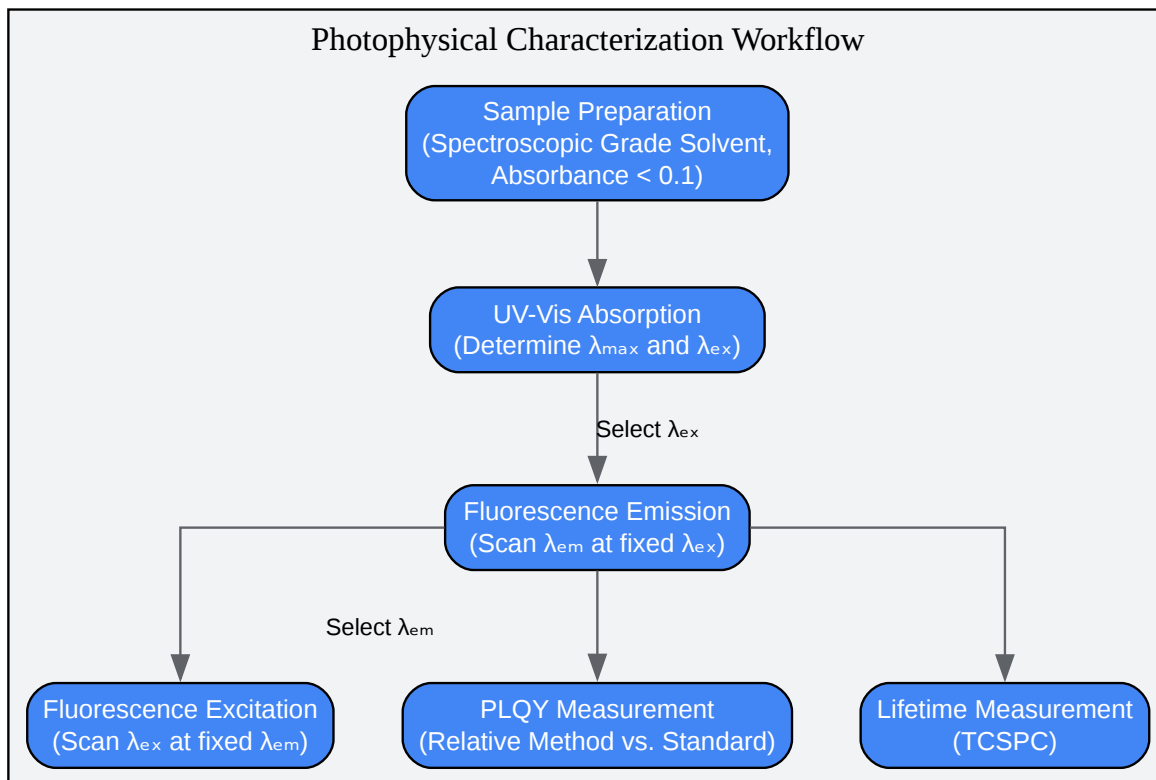 Photophysical Characterization Workflow
Sample Preparation
(Spectroscopic Grade Solvent,
Absorbance < 0.1)
UV-Vis Absorption
(Determine λₘₐₓ and λₑₓ)
Select λₑₓ
Fluorescence Emission
(Scan λₑₘ at fixed λₑₓ)
Select λₑₘ
Fluorescence Excitation
(Scan λₑₓ at fixed λₑₘ)
PLQY Measurement
(Relative Method vs. Standard)
Lifetime Measurement
(TCSPC)